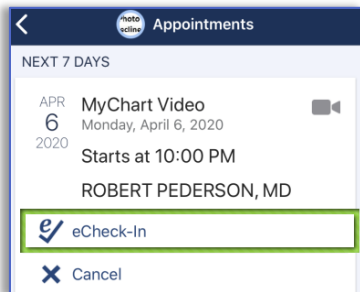 Photo
Appointments
NEXT 7 DAYS
APR
6
2020
MyChart Video
Monday, April 6, 2020
Starts at 10:00 PM
ROBERT PEDERSON, MD
eCheck-In
Cancel